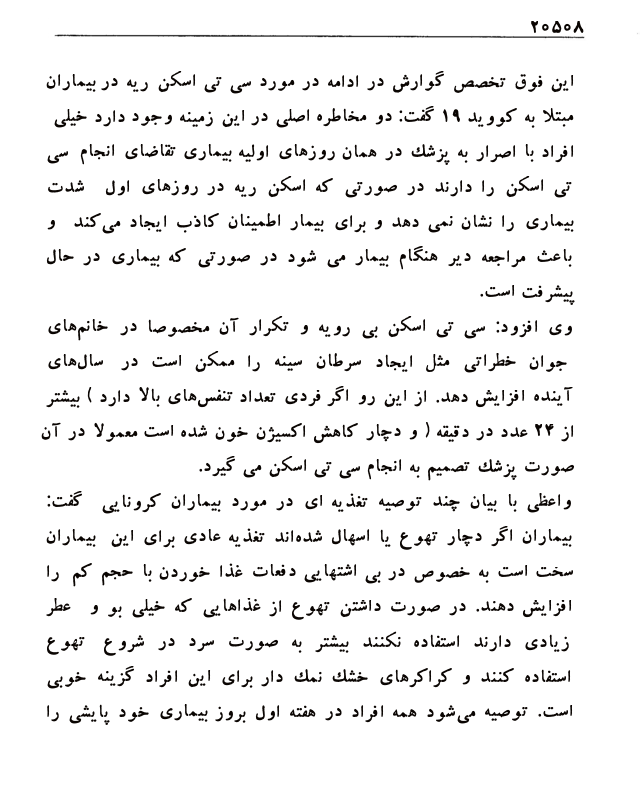 ۲۰۵۰۸
این فوق تخصص گوارش در ادامه در مورد سی تی اسکن ریه در بیماران
مبتلا به کووید ۱۹ گفت: دو مخاطره اصلی در این زمینه وجود دارد خیلی
افراد با اصرار به پزشك در همان روزهای اولیه بیماری تقاضای انجام سی
تی اسکن را دارند در صورتی که اسکن ریه در روزهای اول شدت
بیماری را نشان نمی دهد و برای بیمار اطمینان کاذب ایجاد می‌کند و
باعث مراجعه دیر هنگام بیمار می شود در صورتی که بیماری در حال
پیشرفت است.
وی افزود: سی تی اسکن بی رویه و تکرار آن مخصوصا در خانم‌های
جوان خطراتی مثل ایجاد سرطان سینه را ممکن است در سال‌های
آینده افزایش دهد. از این رو اگر فردی تعداد تنفس‌های بالا دارد ) بیشتر
از ۲۴ عدد در دقیقه ( و دچار کاهش اکسیژن خون شده است معمولا در آن
صورت پزشك تصمیم به انجام سی تی اسکن می گیرد.
واعظی با بیان چند توصیه تغذیه ای در مورد بیماران کرونایی گفت:
بیماران اگر دچار تهوع یا اسهال شده‌اند تغذیه عادی برای این بیماران
سخت است به خصوص در بی اشتهایی دفعات غذا خوردن با حجم کم را
افزایش دهند. در صورت داشتن تهوع از غذاهایی که خیلی بو و عطر
زیادی دارند استفاده نکنند بیشتر به صورت سرد در شروع تهوع
استفاده کنند و کراکرهای خشك نمك دار برای این افراد گزینه خوبی
است. توصیه می‌شود همه افراد در هفته اول بروز بیماری خود پایشی را